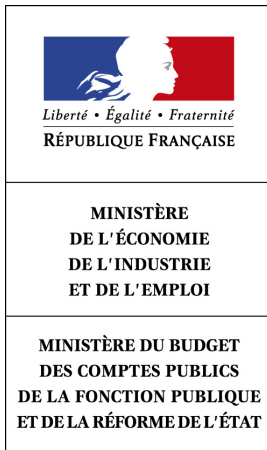 Liberté • Égalité • Fraternité
RÉPUBLIQUE FRANÇAISE
MINISTÈRE
DE L'ÉCONOMIE
DE L'INDUSTRIE
ET DE L'EMPLOI
MINISTÈRE DU BUDGET
DES COMPTES PUBLICS
DE LA FONCTION PUBLIQUE
ET DE LA RÉFORME DE L'ÉTAT